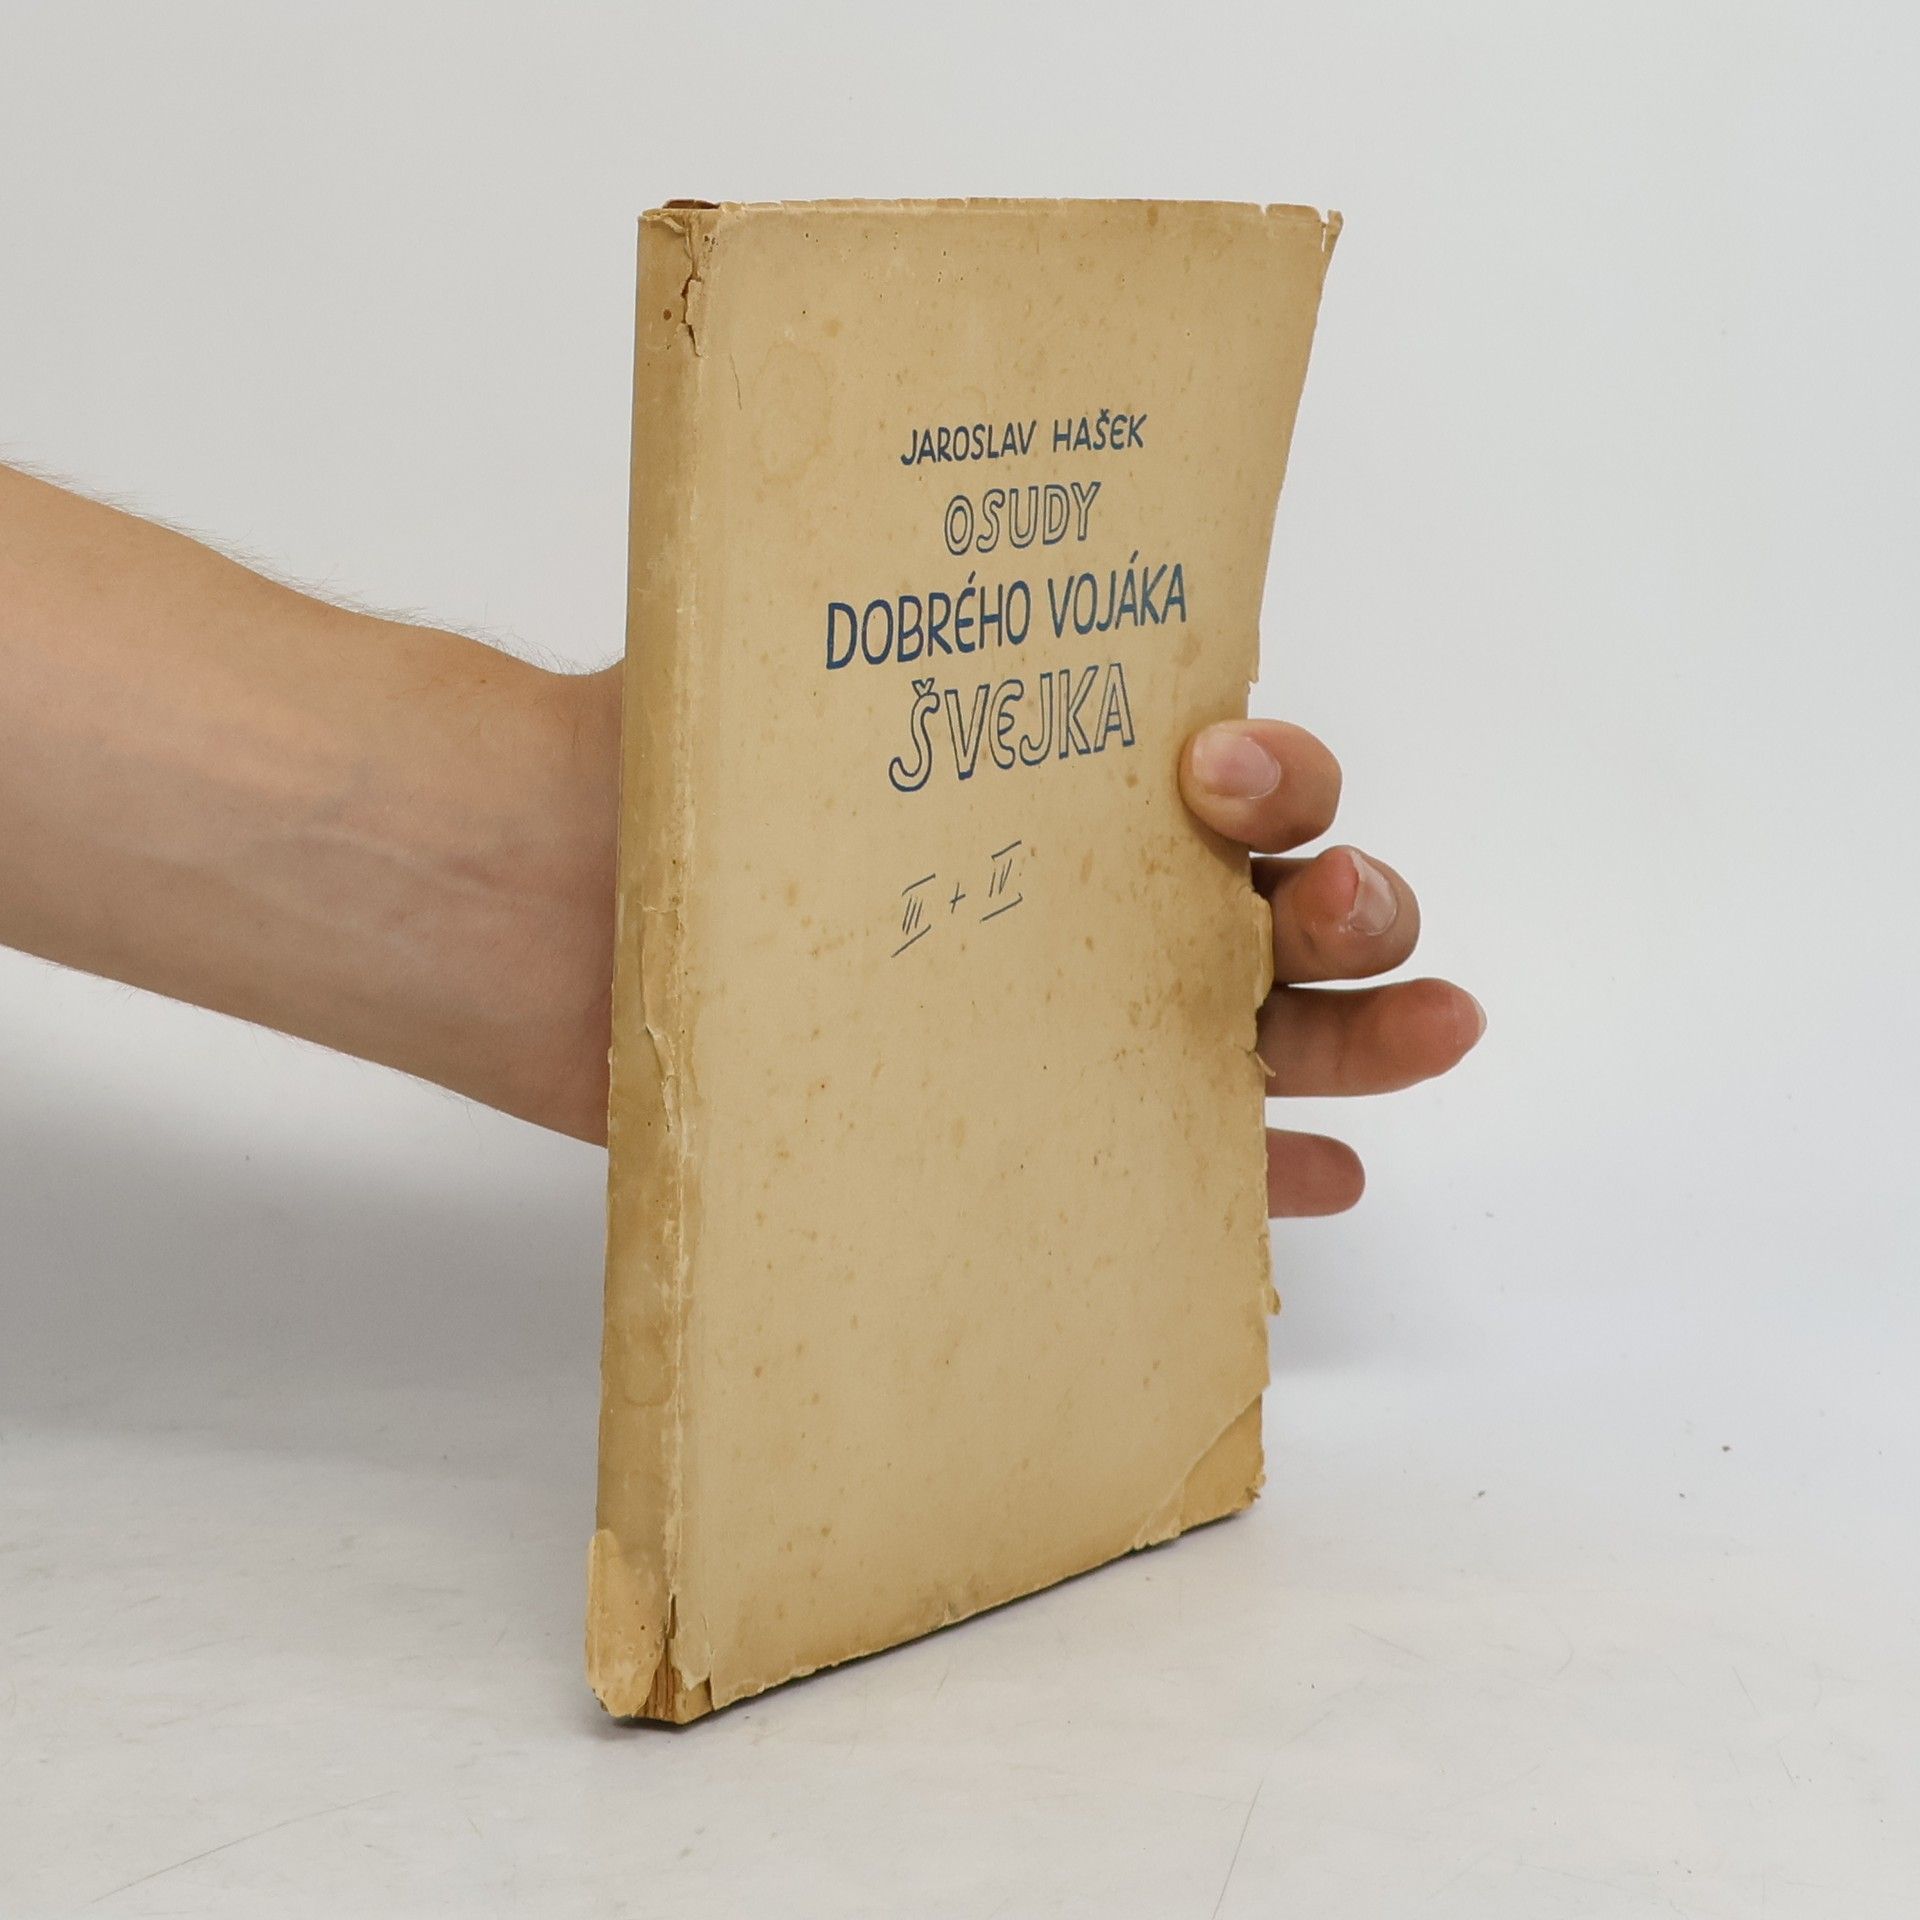 JAROSLAV HAŠEK
OSUDY
DOBRÉHO VOJÁKA
ŠVEJKA
III + IV